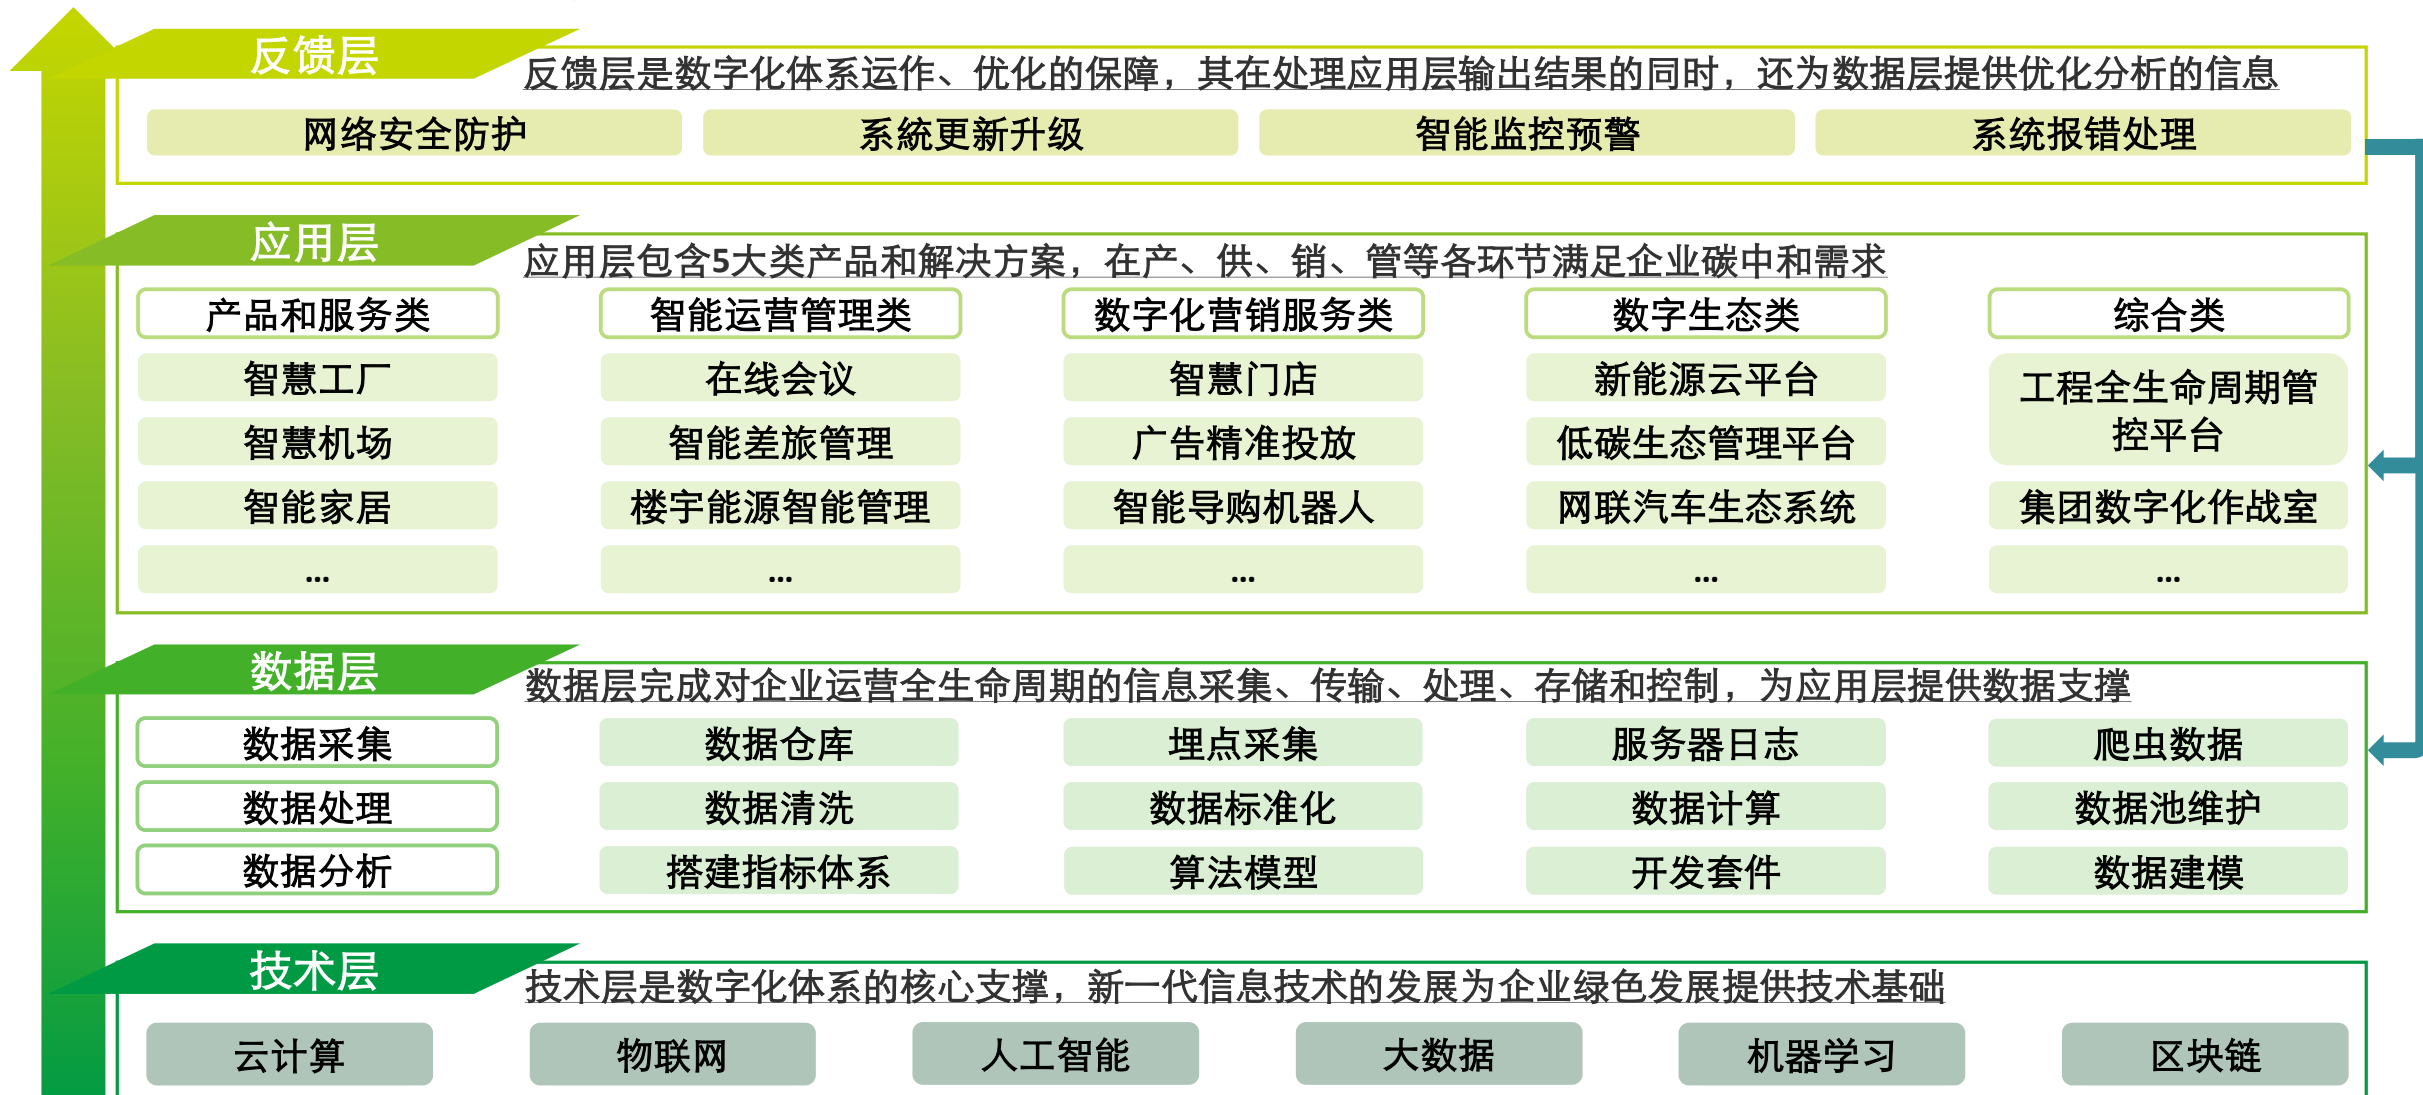 反馈层
反馈层是数字化体系运作、优化的保障，其在处理应用层输出结果的同时，还为数据层提供优化分析的信息
网络安全防护
系統更新升级
智能监控预警
系统报错处理
应用层
应用层包含5大类产品和解决方案，在产、供、销、管等各环节满足企业碳中和需求
产品和服务类
智能运营管理类
数字化营销服务类
数字生态类
综合类
智慧工厂
在线会议
智慧门店
新能源云平台
工程全生命周期管
控平台
智慧机场
智能差旅管理
广告精准投放
低碳生态管理平台
智能家居
楼宇能源智能管理
智能导购机器人
网联汽车生态系统
集团数字化作战室
...
...
...
...
...
数据层
数据层完成对企业运营全生命周期的信息采集、传输、处理、存储和控制，为应用层提供数据支撑
数据采集
数据仓库
埋点采集
服务器日志
爬虫数据
数据处理
数据清洗
数据标准化
数据计算
数据池维护
数据分析
搭建指标体系
算法模型
开发套件
数据建模
技术层
技术层是数字化体系的核心支撑，新一代信息技术的发展为企业绿色发展提供技术基础
云计算
物联网
人工智能
大数据
机器学习
区块链